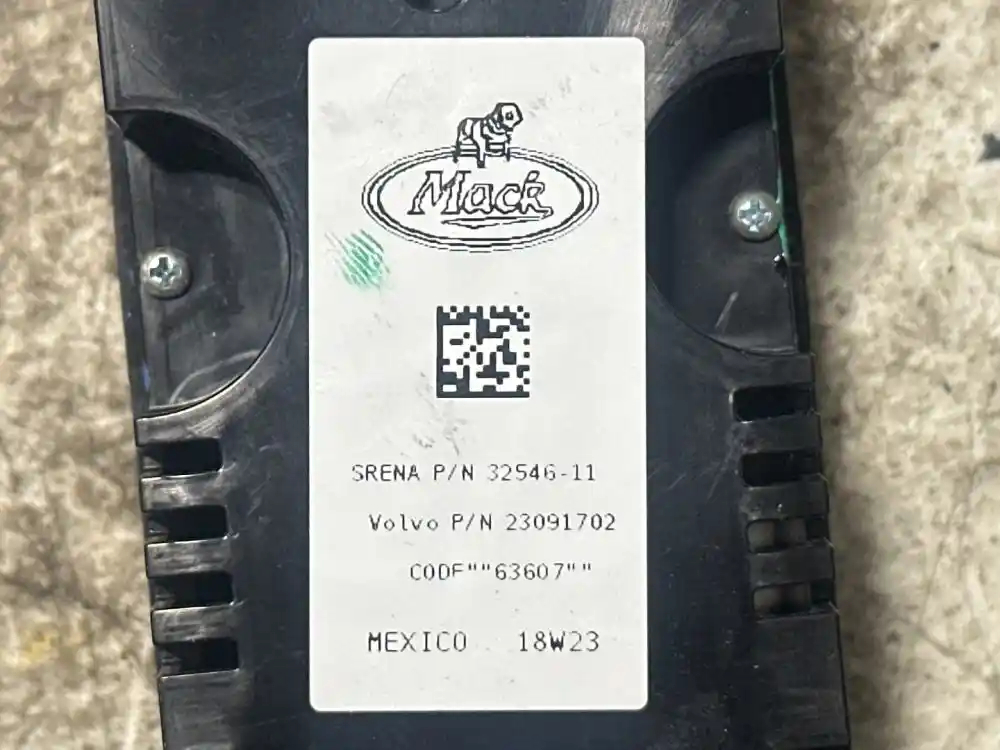 Mack
SRENA P/N 32546-11
Volvo P/N 23091702
CODE""63607""
MEXICO 18W23